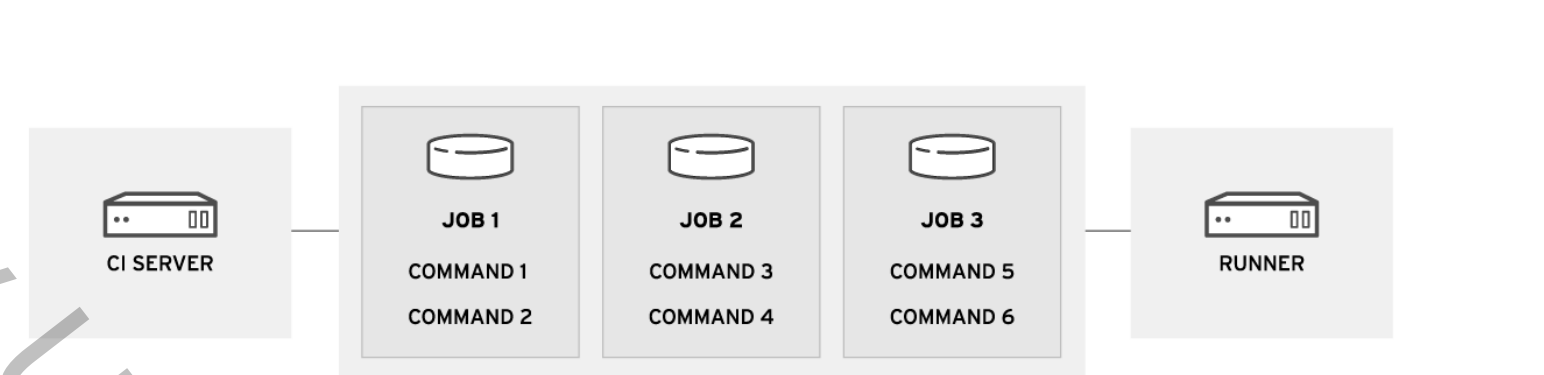 CI SERVER
JOB 1
COMMAND 1
COMMAND 2
JOB 2
COMMAND 3
COMMAND 4
JOB 3
COMMAND 5
COMMAND 6
RUNNER